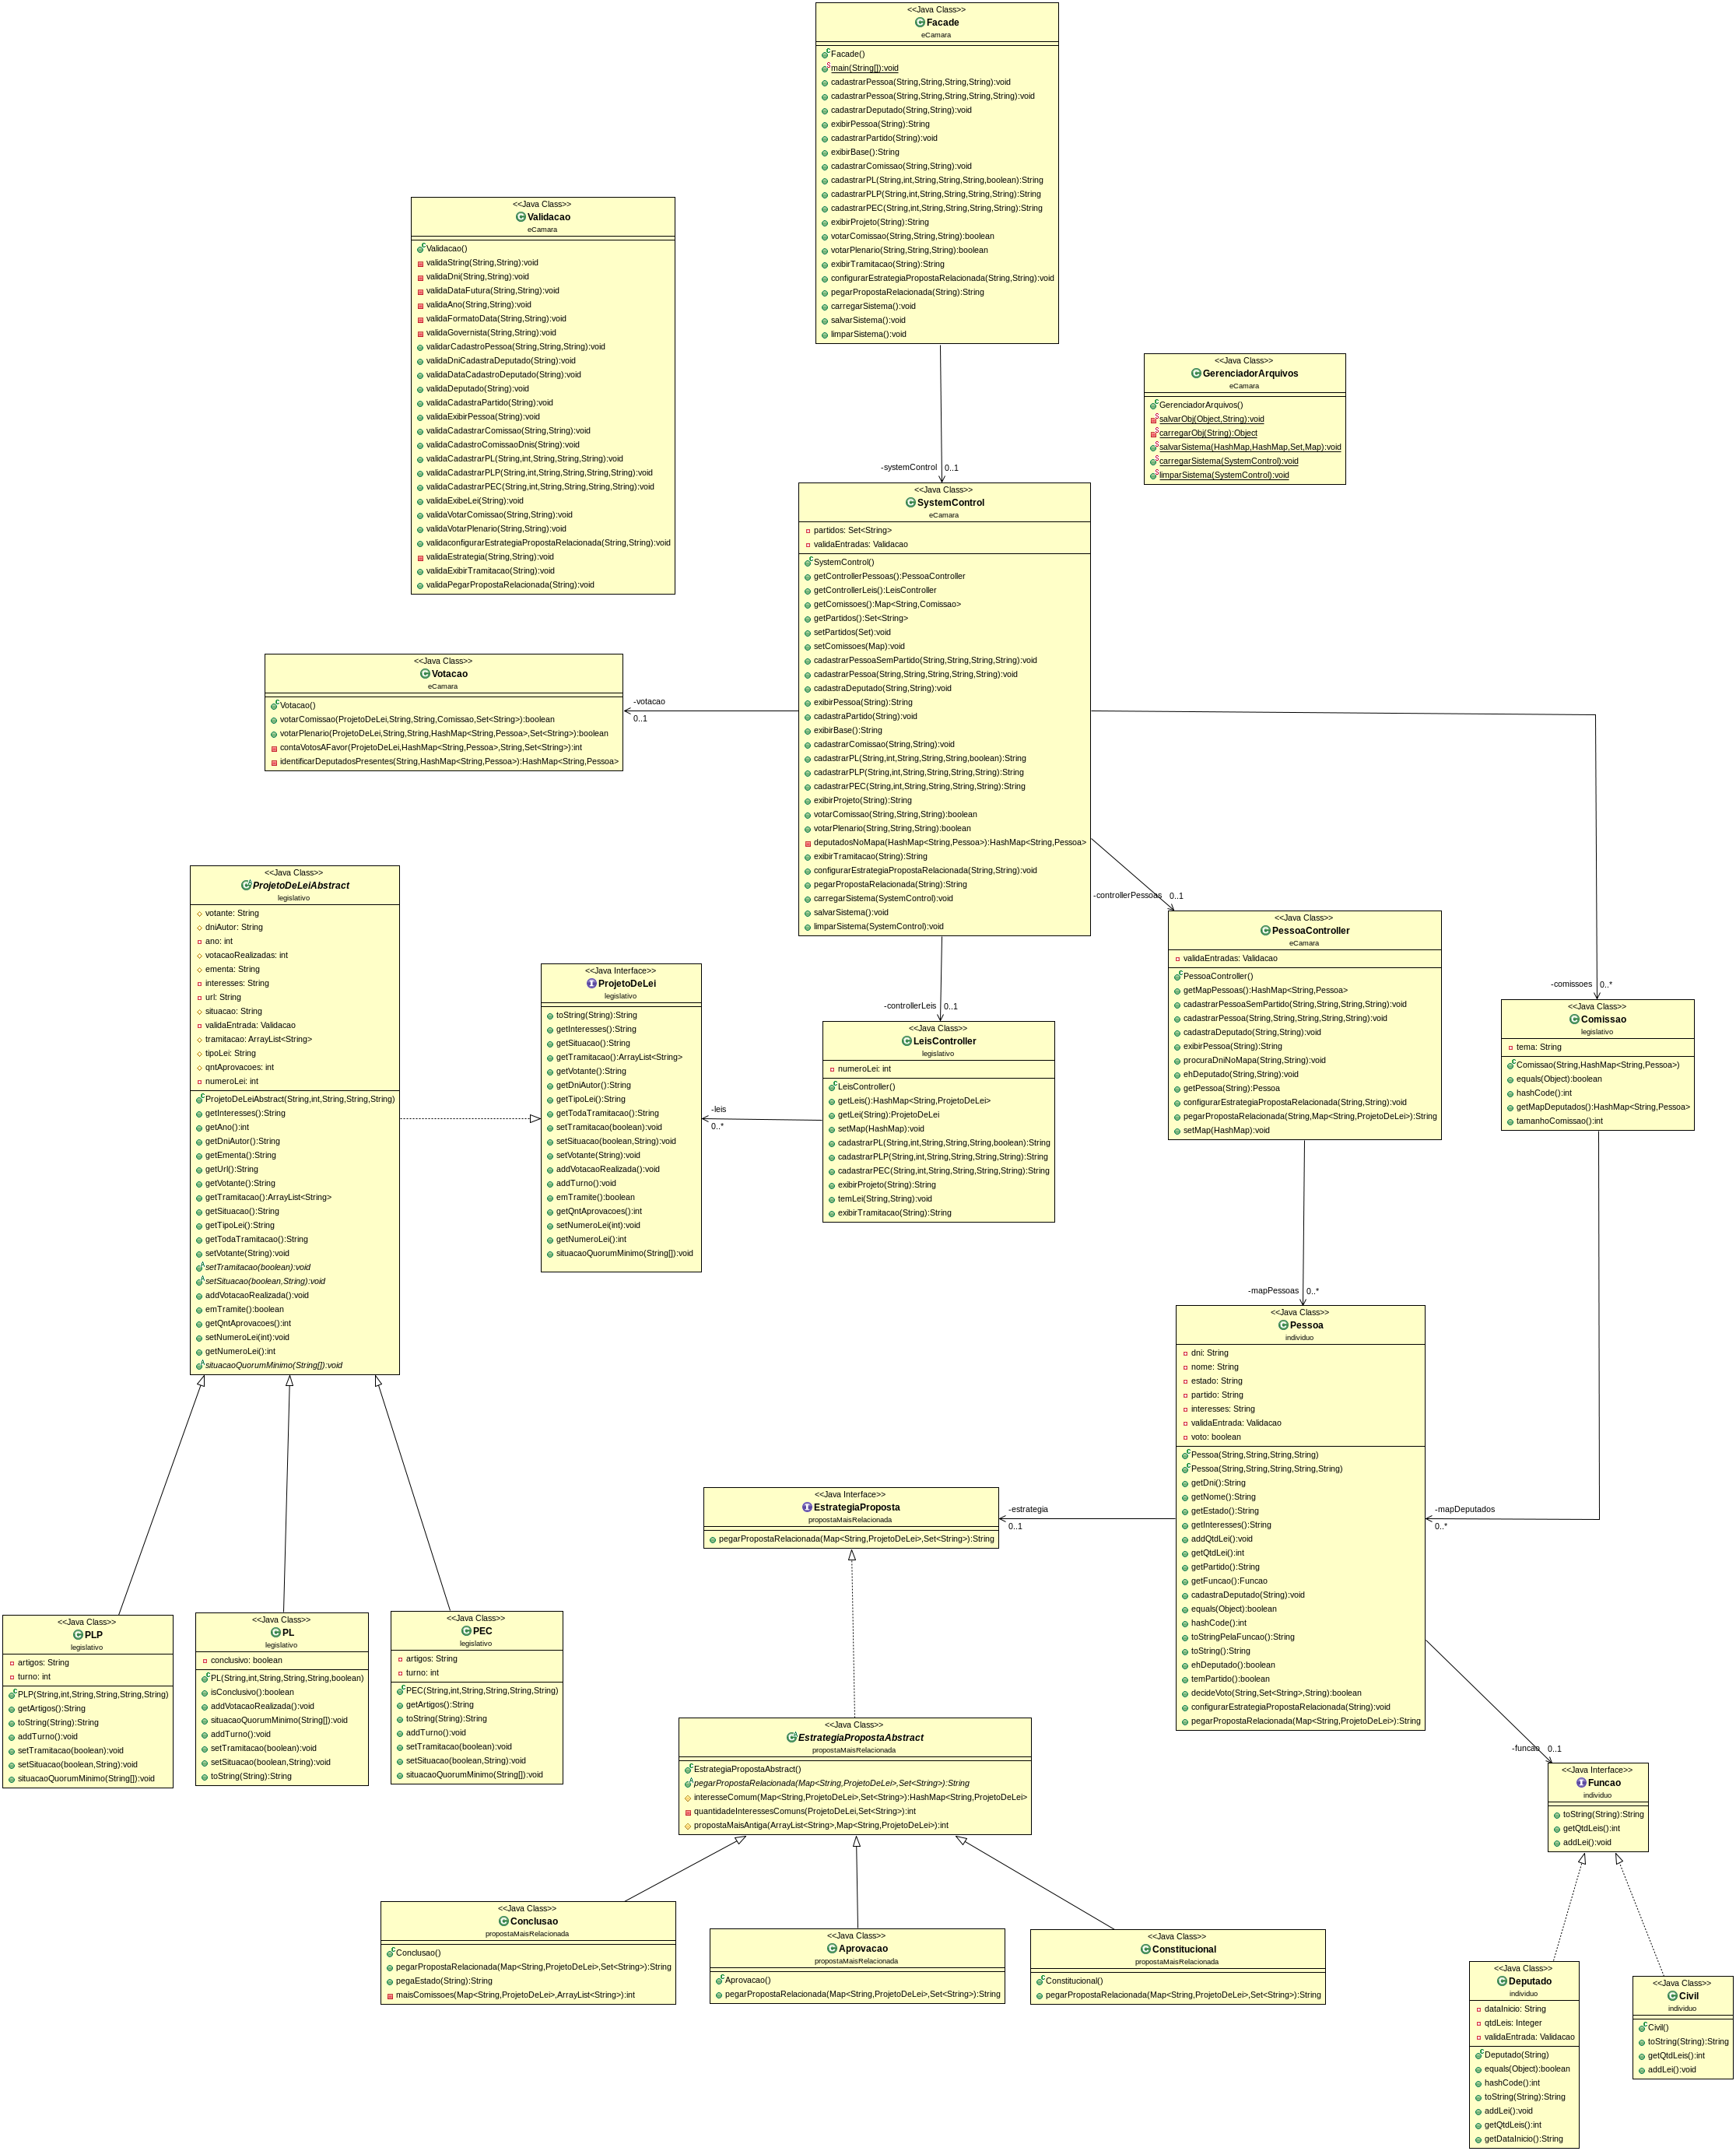 <<Java Class>>
Facade
eCamara
Facade()
main(String[]):void
cadastrarPessoa(String,String,String,String):void
cadastrarPessoa(String,String,String,String,String):void
cadastrarDeputado(String,String):void
exibirPessoa(String):String
cadastrarPartido(String):void
exibirBase():String
cadastrarComissao(String,String):void
cadastrarPL(String,int,String,String,String,boolean):String
cadastrarPLP(String,int,String,String,String,String):String
cadastrarPEC(String,int,String,String,String,String):String
exibirProjeto(String):String
votarComissao(String,String,String):boolean
votarPlenario(String,String,String):boolean
exibirTramitacao(String):String
configurarEstrategiaPropostaRelacionada(String,String):void
pegarPropostaRelacionada(String):String
carregarSistema():void
salvarSistema():void
limparSistema():void
<<Java Class>>
Validacao
eCamara
Validacao()
validaString(String,String):void
validaDni(String,String):void
validaDataFutura(String,String):void
validaAno(String,String):void
validaFormatoData(String,String):void
validaGovernista(String,String):void
validarCadastroPessoa(String,String,String):void
validaDniCadastraDeputado(String):void
validaDataCadastroDeputado(String):void
validaDeputado(String):void
validaCadastraPartido(String):void
validaExibirPessoa(String):void
validaCadastrarComissao(String,String):void
validaCadastroComissaoDnis(String):void
validaCadastrarPL(String,int,String,String,String):void
validaCadastrarPLP(String,int,String,String,String,String):void
validaCadastrarPEC(String,int,String,String,String,String):void
validaExibeLei(String):void
validaVotarComissao(String,String):void
validaVotarPlenario(String,String):void
validaconfigurarEstrategiaPropostaRelacionada(String,String):void
validaEstrategia(String,String):void
validaExibirTramitacao(String):void
validaPegarPropostaRelacionada(String):void
<<Java Class>>
GerenciadorArquivos
eCamara
GerenciadorArquivos()
salvarObj(Object,String):void
carregarObj(String):Object
salvarSistema(HashMap,HashMap,Set,Map):void
carregarSistema(SystemControl):void
limparSistema(SystemControl):void
-systemControl 0..1
<<Java Class>>
SystemControl
eCamara
partidos: Set<String>
validaEntradas: Validacao
SystemControl()
getControllerPessoas():PessoaController
getControllerLeis():LeisController
getComissoes():Map<String,Comissao>
getPartidos():Set<String>
setPartidos(Set):void
setComissoes(Map):void
cadastrarPessoaSemPartido(String,String,String,String):void
cadastrarPessoa(String,String,String,String,String):void
cadastraDeputado(String,String):void
exibirPessoa(String):String
cadastraPartido(String):void
exibirBase():String
cadastrarComissao(String,String):void
cadastrarPL(String,int,String,String,String,boolean):String
cadastrarPLP(String,int,String,String,String,String):String
cadastrarPEC(String,int,String,String,String,String):String
exibirProjeto(String):String
votarComissao(String,String,String):boolean
votarPlenario(String,String,String):boolean
deputadosNoMapa(HashMap<String,Pessoa>):HashMap<String,Pessoa>
exibirTramitacao(String):String
configurarEstrategiaPropostaRelacionada(String,String):void
pegarPropostaRelacionada(String):String
carregarSistema(SystemControl):void
salvarSistema():void
limparSistema(SystemControl):void
<<Java Class>>
Votacao
eCamara
Votacao()
votarComissao(ProjetoDeLei,String,String,Comissao,Set<String>):boolean
votarPlenario(ProjetoDeLei,String,String,HashMap<String,Pessoa>,Set<String>):boolean
contaVotosAFavor(ProjetoDeLei,HashMap<String,Pessoa>,String,Set<String>):int
identificarDeputadosPresentes(String,HashMap<String,Pessoa>):HashMap<String,Pessoa>
-votacao
0..1
<<Java Class>>
ProjetoDeLeiAbstract
legislativo
votante: String
dniAutor: String
ano: int
votacaoRealizadas: int
ementa: String
interesses: String
url: String
situacao: String
validaEntrada: Validacao
tramitacao: ArrayList<String>
tipoLei: String
qntAprovacoes: int
numeroLei: int
ProjetoDeLeiAbstract(String,int,String,String,String)
getInteresses():String
getAno():int
getDniAutor():String
getEmenta():String
getUrl():String
getVotante():String
getTramitacao():ArrayList<String>
getSituacao():String
getTipoLei():String
getTodaTramitacao():String
setVotante(String):void
setTramitacao(boolean):void
setSituacao(boolean,String):void
addVotacaoRealizada():void
emTramite():boolean
getQntAprovacoes():int
setNumeroLei(int):void
getNumeroLei():int
situacaoQuorumMinimo(String[]):void
<<Java Interface>>
ProjetoDeLei
legislativo
toString(String):String
getInteresses():String
getSituacao():String
getTramitacao():ArrayList<String>
getVotante():String
getDniAutor():String
getTipoLei():String
getTodaTramitacao():String
setTramitacao(boolean):void
setSituacao(boolean,String):void
setVotante(String):void
addVotacaoRealizada():void
addTurno():void
emTramite():boolean
getQntAprovacoes():int
setNumeroLei(int):void
getNumeroLei():int
situacaoQuorumMinimo(String[]):void
-leis
0..*
-controllerLeis 0..1
<<Java Class>>
LeisController
legislativo
numeroLei: int
LeisController()
getLeis():HashMap<String,ProjetoDeLei>
getLei(String):ProjetoDeLei
setMap(HashMap):void
cadastrarPL(String,int,String,String,String,boolean):String
cadastrarPLP(String,int,String,String,String,String):String
cadastrarPEC(String,int,String,String,String,String):String
exibirProjeto(String):String
temLei(String,String):void
exibirTramitacao(String):String
-controllerPessoas 0..1
<<Java Class>>
PessoaController
eCamara
validaEntradas: Validacao
PessoaController()
getMapPessoas():HashMap<String,Pessoa>
cadastrarPessoaSemPartido(String,String,String,String):void
cadastrarPessoa(String,String,String,String,String):void
cadastraDeputado(String,String):void
exibirPessoa(String):String
procuraDniNoMapa(String,String):void
ehDeputado(String,String):void
getPessoa(String):Pessoa
configurarEstrategiaPropostaRelacionada(String,String):void
pegarPropostaRelacionada(String,Map<String,ProjetoDeLei>):String
setMap(HashMap):void
-comissoes 0..*
<<Java Class>>
Comissao
legislativo
tema: String
Comissao(String,HashMap<String,Pessoa>)
equals(Object):boolean
hashCode():int
getMapDeputados():HashMap<String,Pessoa>
tamanhoComissao():int
-mapPessoas 0..*
<<Java Class>>
Pessoa
individuo
dni: String
nome: String
estado: String
partido: String
interesses: String
validaEntrada: Validacao
voto: boolean
Pessoa(String,String,String,String)
Pessoa(String,String,String,String,String)
getDni():String
getNome():String
getEstado():String
getInteresses():String
addQtdLei():void
getQtdLei():int
getPartido():String
getFuncao():Funcao
cadastraDeputado(String):void
equals(Object):boolean
hashCode():int
toStringPelaFuncao():String
toString():String
ehDeputado():boolean
temPartido():boolean
decideVoto(String,Set<String>,String):boolean
configurarEstrategiaPropostaRelacionada(String):void
pegarPropostaRelacionada(Map<String,ProjetoDeLei>):String
-mapDeputados
0..*
<<Java Interface>>
EstrategiaProposta
propostaMaisRelacionada
pegarPropostaRelacionada(Map<String,ProjetoDeLei>,Set<String>):String
-estrategia
0..1
<<Java Class>>
PLP
legislativo
artigos: String
turno: int
PLP(String,int,String,String,String,String)
getArtigos():String
toString(String):String
addTurno():void
setTramitacao(boolean):void
setSituacao(boolean,String):void
situacaoQuorumMinimo(String[]):void
<<Java Class>>
PL
legislativo
conclusivo: boolean
PL(String,int,String,String,String,boolean)
isConclusivo():boolean
addVotacaoRealizada():void
situacaoQuorumMinimo(String[]):void
addTurno():void
setTramitacao(boolean):void
setSituacao(boolean,String):void
toString(String):String
<<Java Class>>
PEC
legislativo
artigos: String
turno: int
PEC(String,int,String,String,String,String)
getArtigos():String
toString(String):String
addTurno():void
setTramitacao(boolean):void
setSituacao(boolean,String):void
situacaoQuorumMinimo(String[]):void
<<Java Class>>
EstrategiaPropostaAbstract
propostaMaisRelacionada
EstrategiaPropostaAbstract()
pegarPropostaRelacionada(Map<String,ProjetoDeLei>,Set<String>):String
interesseComum(Map<String,ProjetoDeLei>,Set<String>):HashMap<String,ProjetoDeLei>
quantidadeInteressesComuns(ProjetoDeLei,Set<String>):int
propostaMaisAntiga(ArrayList<String>,Map<String,ProjetoDeLei>):int
-funcao 0..1
<<Java Interface>>
Funcao
individuo
toString(String):String
getQtdLeis():int
addLei():void
<<Java Class>>
Conclusao
propostaMaisRelacionada
Conclusao()
pegarPropostaRelacionada(Map<String,ProjetoDeLei>,Set<String>):String
pegaEstado(String):String
maisComissoes(Map<String,ProjetoDeLei>,ArrayList<String>):int
<<Java Class>>
Aprovacao
propostaMaisRelacionada
Aprovacao()
pegarPropostaRelacionada(Map<String,ProjetoDeLei>,Set<String>):String
<<Java Class>>
Constitucional
propostaMaisRelacionada
Constitucional()
pegarPropostaRelacionada(Map<String,ProjetoDeLei>,Set<String>):String
<<Java Class>>
Deputado
individuo
dataInicio: String
qtdLeis: Integer
validaEntrada: Validacao
Deputado(String)
equals(Object):boolean
hashCode():int
toString(String):String
addLei():void
getQtdLeis():int
getDataInicio():String
<<Java Class>>
Civil
individuo
Civil()
toString(String):String
getQtdLeis():int
addLei():void